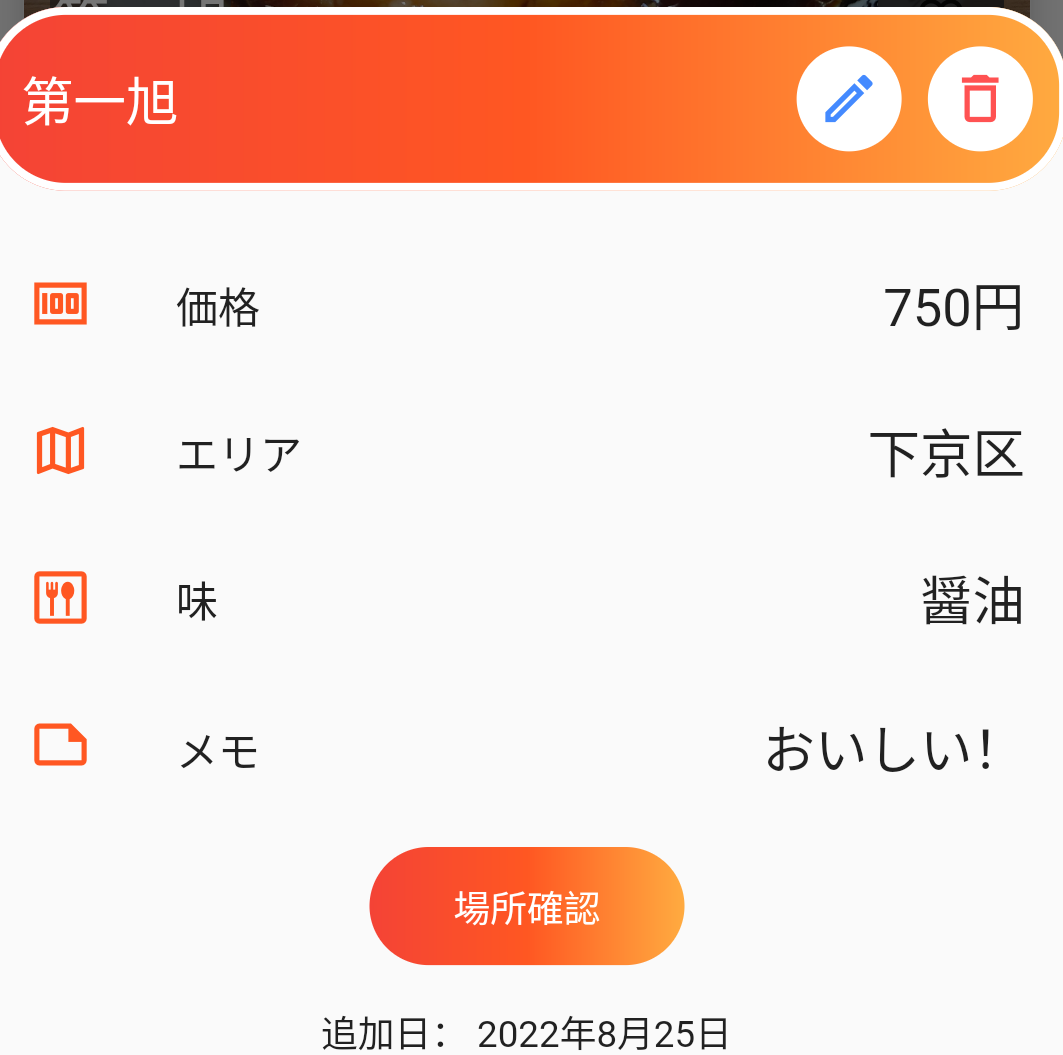 第一旭
100
価格
750円
エリア
下京区
味
醤油
メモ
おいしい！
場所確認
追加日： 2022年8月25日